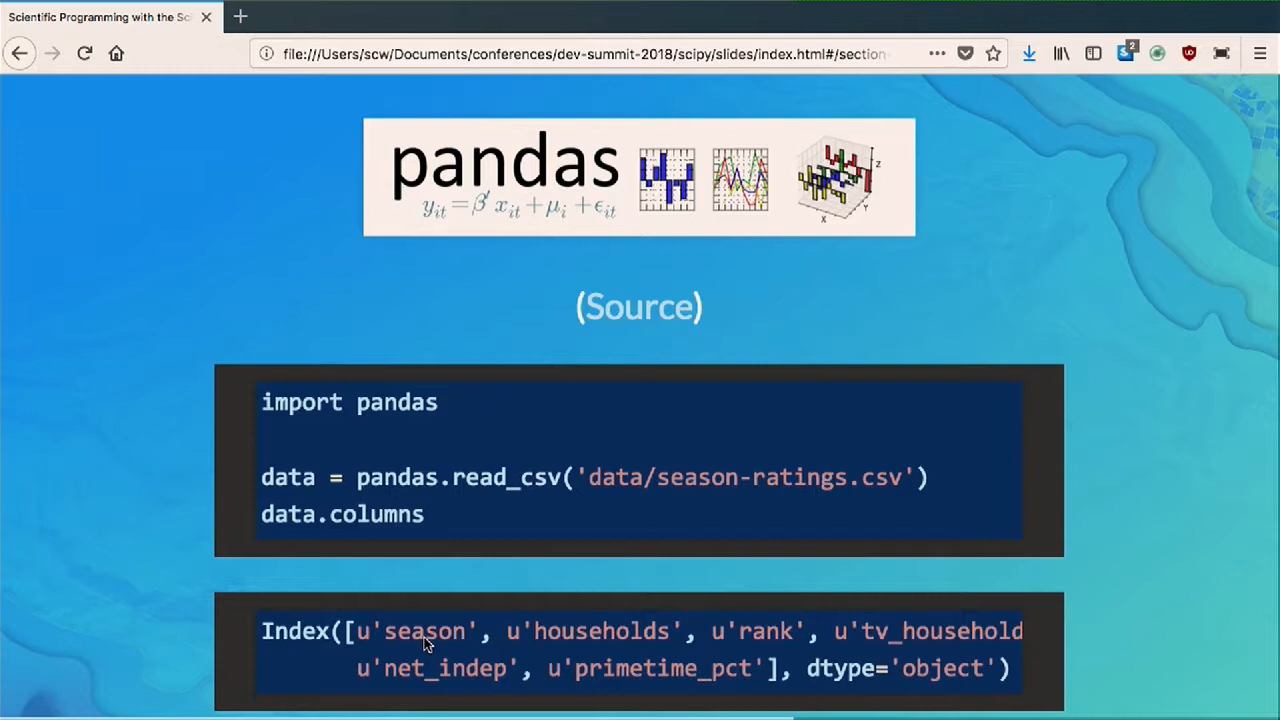 Scientific Programming with the Sc
file:///Users/scw/Documents/conferences/dev-summit-2018/scipy/slides/index.html#/section-
2
pandas
y_it = β′ x_it + μ_i + ϵ_it
Z
Y
X
(Source)
import pandas
data = pandas.read_csv('data/season-ratings.csv')
data.columns
Index([u'season', u'households', u'rank', u'tv_household
u'net_indep', u'primetime_pct'], dtype='object')